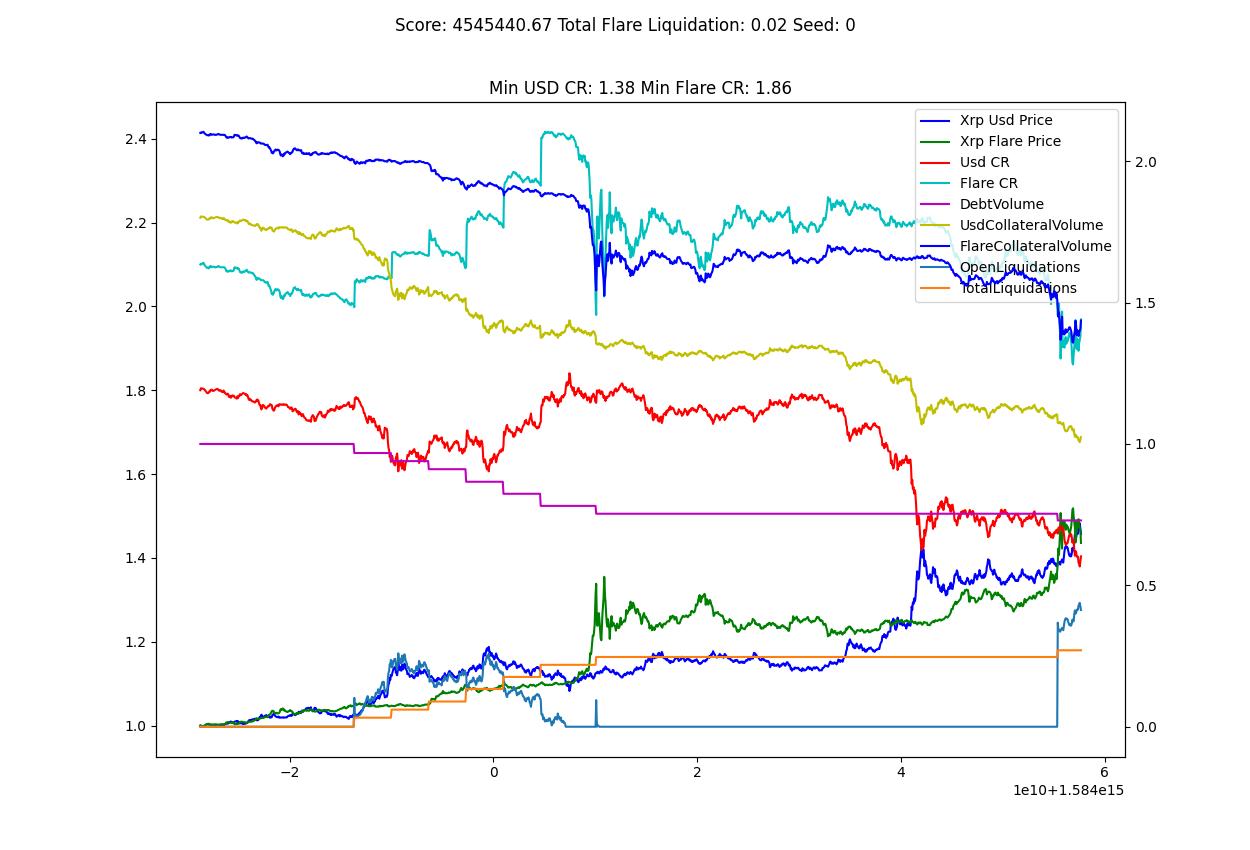 Score: 4545440.67 Total Flare Liquidation: 0.02 Seed: 0
Min USD CR: 1.38 Min Flare CR: 1.86
Xrp Usd Price
Xrp Flare Price
Usd CR
Flare CR
DebtVolume
UsdCollateralVolume
FlareCollateralVolume
OpenLiquidations
TotalLiquidations
2.4
2.2
2.0
1.8
1.6
1.4
1.2
1.0
2.0
1.5
1.0
0.5
0.0
−2
0
2
4
6
1e10+1.584e15